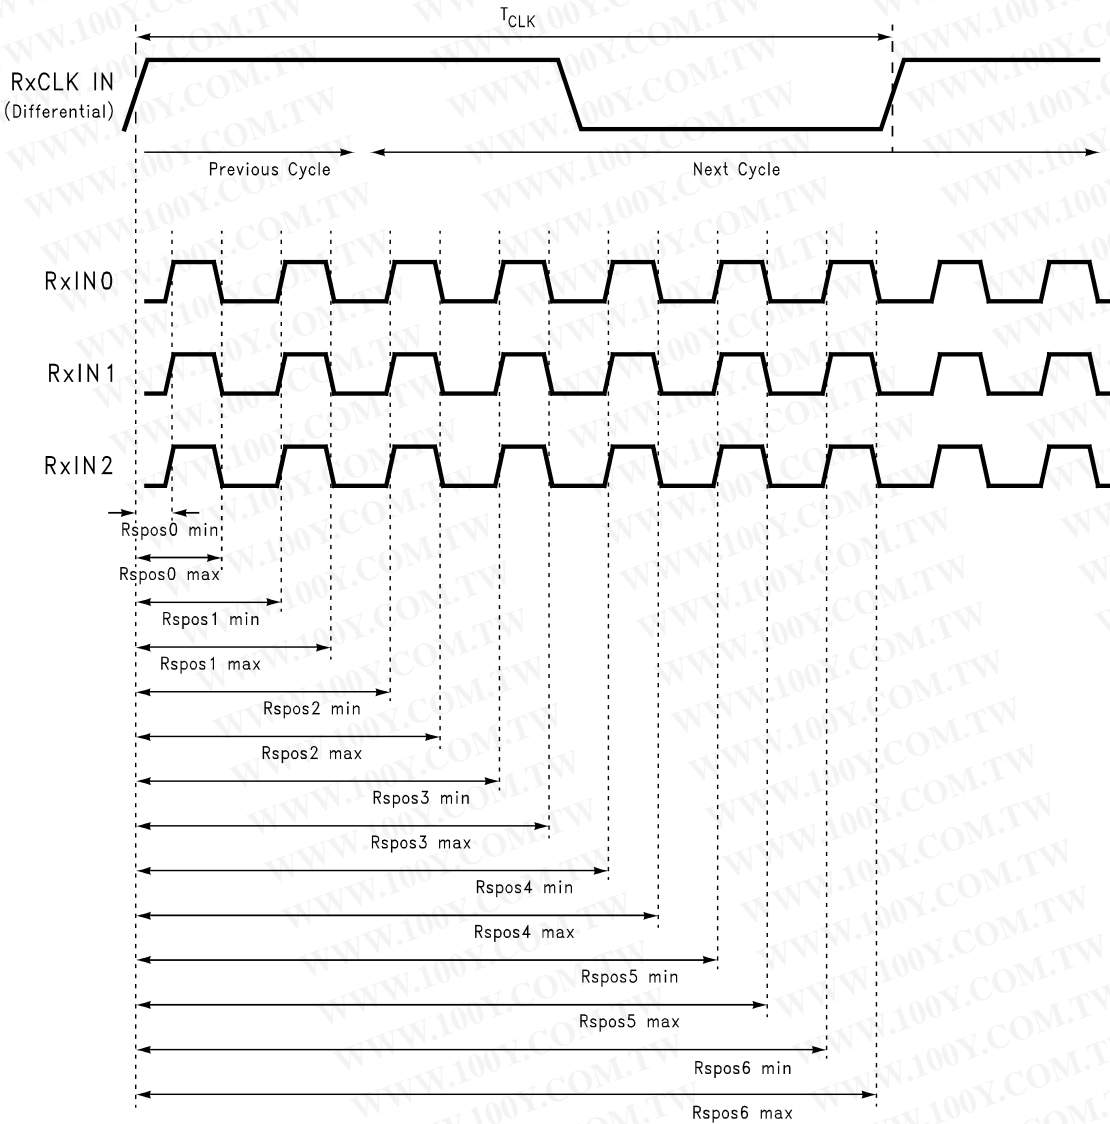 TCLK
RxCLK IN
(Differential)
Previous Cycle
Next Cycle
RxIN0
RxIN1
RxIN2
Rspos0 min
Rspos0 max
Rspos1 min
Rspos1 max
Rspos2 min
Rspos2 max
Rspos3 min
Rspos3 max
Rspos4 min
Rspos4 max
Rspos5 min
Rspos5 max
Rspos6 min
Rspos6 max
WWW.100Y.COM.TW